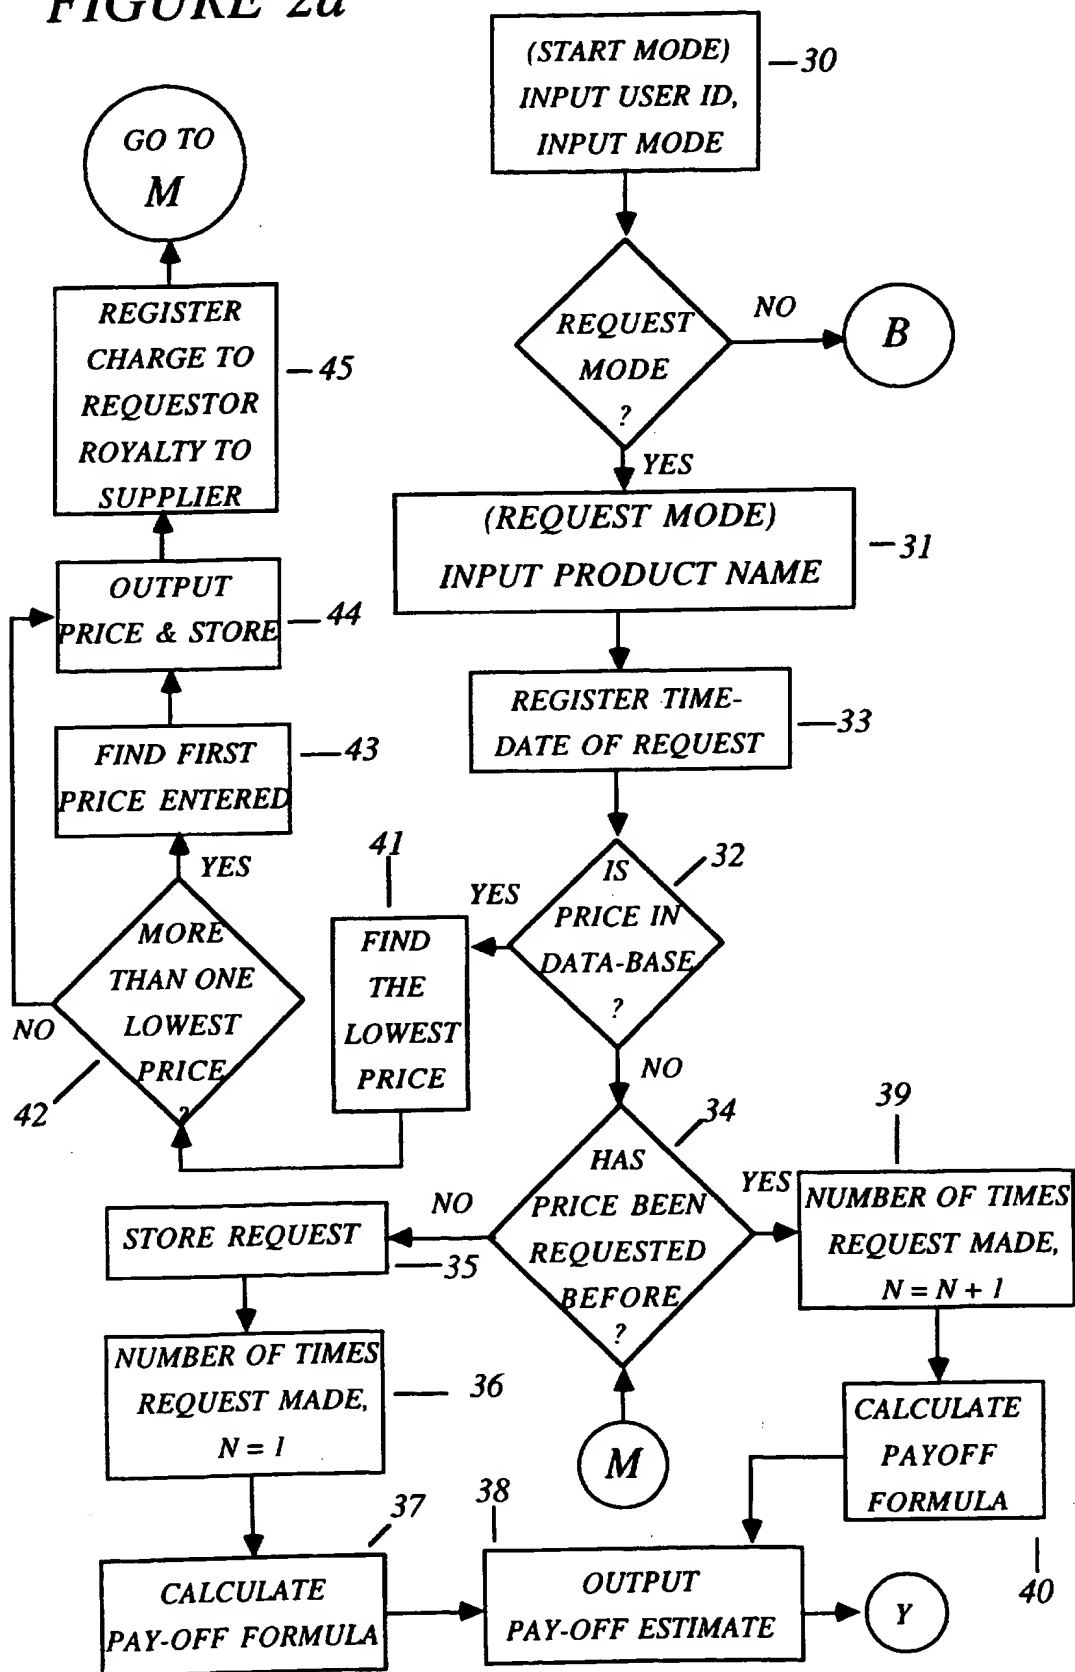 FIGURE 2a
(START MODE)
INPUT USER ID,
INPUT MODE
30
GO TO
M
REQUEST
MODE
?
NO
B
YES
REGISTER
CHARGE TO
REQUESTOR
ROYALTY TO
SUPPLIER
45
(REQUEST MODE)
INPUT PRODUCT NAME
31
OUTPUT
PRICE & STORE
44
REGISTER TIME-
DATE OF REQUEST
33
FIND FIRST
PRICE ENTERED
43
YES
MORE
THAN ONE
LOWEST
PRICE
?
NO
42
41
FIND
THE
LOWEST
PRICE
YES
IS
PRICE IN
DATA-BASE
?
32
NO
HAS
PRICE BEEN
REQUESTED
BEFORE
?
34
YES
39
NUMBER OF TIMES
REQUEST MADE,
N = N + 1
NO
STORE REQUEST
35
NUMBER OF TIMES
REQUEST MADE,
N = 1
36
M
CALCULATE
PAYOFF
FORMULA
40
37
CALCULATE
PAY-OFF FORMULA
38
OUTPUT
PAY-OFF ESTIMATE
Y